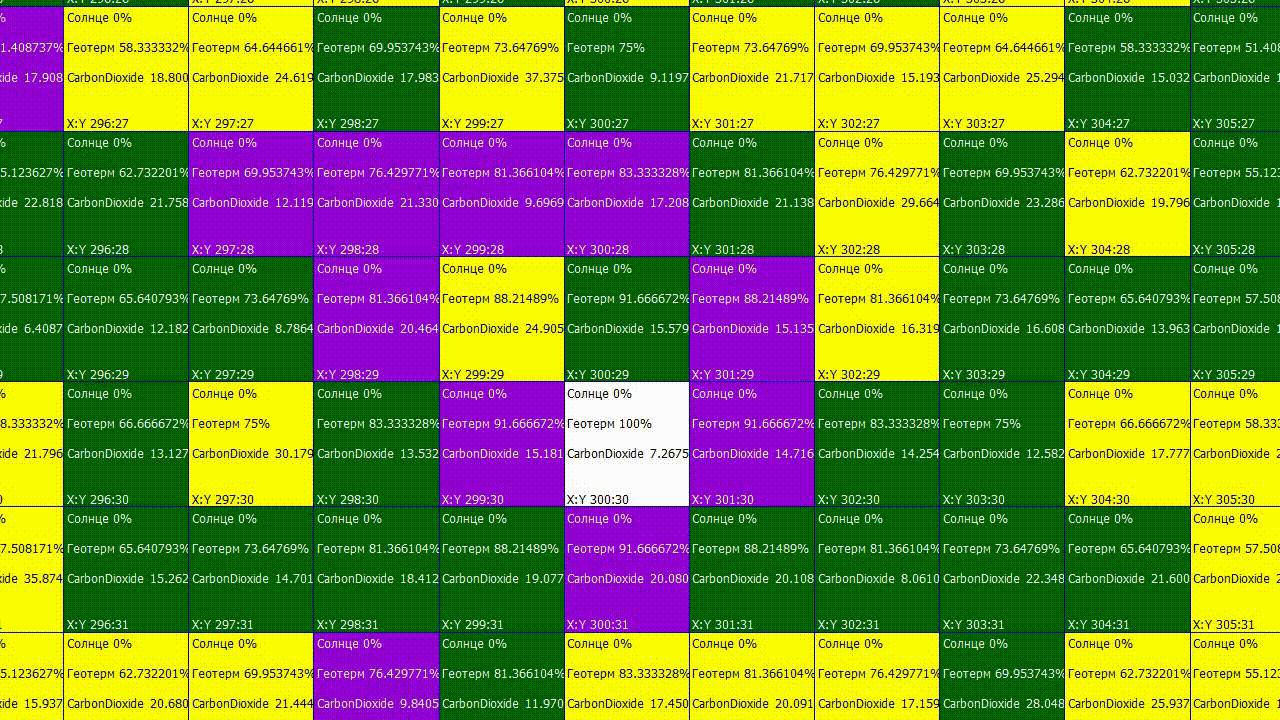 Солнце 0% Солнце 0% Солнце 0% Солнце 0% Солнце 0% Солнце 0% Солнце 0% Солнце 0% Солнце 0% Солнце 0%
1.408737% Геотерм 58.333332% Геотерм 64.644661% Геотерм 69.953743% Геотерм 73.64769% Геотерм 75% Геотерм 73.64769% Геотерм 69.953743% Геотерм 64.644661% Геотерм 58.333332% Геотерм 51.408
17.908 CarbonDioxide 18.800 CarbonDioxide 24.619 CarbonDioxide 17.983 CarbonDioxide 37.375 CarbonDioxide 9.1197 CarbonDioxide 21.717 CarbonDioxide 15.193 CarbonDioxide 25.294 CarbonDioxide 15.032 CarbonDioxide
X:Y 296:27 X:Y 297:27 X:Y 298:27 X:Y 299:27 X:Y 300:27 X:Y 301:27 X:Y 302:27 X:Y 303:27 X:Y 304:27 X:Y 305:27
% Солнце 0% Солнце 0% Солнце 0% Солнце 0% Солнце 0% Солнце 0% Солнце 0% Солнце 0% Солнце 0% Солнце 0%
5.123627% Геотерм 62.732201% Геотерм 69.953743% Геотерм 76.429771% Геотерм 81.366104% Геотерм 83.333328% Геотерм 81.366104% Геотерм 76.429771% Геотерм 69.953743% Геотерм 62.732201% Геотерм 55.123
ide 22.818 CarbonDioxide 21.758 CarbonDioxide 12.119 CarbonDioxide 21.330 CarbonDioxide 9.6969 CarbonDioxide 17.208 CarbonDioxide 21.138 CarbonDioxide 29.664 CarbonDioxide 23.286 CarbonDioxide 19.796 CarbonDioxide
X:Y 296:28 X:Y 297:28 X:Y 298:28 X:Y 299:28 X:Y 300:28 X:Y 301:28 X:Y 302:28 X:Y 303:28 X:Y 304:28 X:Y 305:28
% Солнце 0% Солнце 0% Солнце 0% Солнце 0% Солнце 0% Солнце 0% Солнце 0% Солнце 0% Солнце 0% Солнце 0%
7.508171% Геотерм 65.640793% Геотерм 73.64769% Геотерм 81.366104% Геотерм 88.21489% Геотерм 91.666672% Геотерм 88.21489% Геотерм 81.366104% Геотерм 73.64769% Геотерм 65.640793% Геотерм 57.508
ide 6.4087 CarbonDioxide 12.182 CarbonDioxide 8.7864 CarbonDioxide 20.464 CarbonDioxide 24.905 CarbonDioxide 15.579 CarbonDioxide 15.135 CarbonDioxide 16.319 CarbonDioxide 16.608 CarbonDioxide 13.963 CarbonDioxide
X:Y 296:29 X:Y 297:29 X:Y 298:29 X:Y 299:29 X:Y 300:29 X:Y 301:29 X:Y 302:29 X:Y 303:29 X:Y 304:29 X:Y 305:29
% Солнце 0% Солнце 0% Солнце 0% Солнце 0% Солнце 0% Солнце 0% Солнце 0% Солнце 0% Солнце 0% Солнце 0%
8.333332% Геотерм 66.666672% Геотерм 75% Геотерм 83.333328% Геотерм 91.666672% Геотерм 100% Геотерм 91.666672% Геотерм 83.333328% Геотерм 75% Геотерм 66.666672% Геотерм 58.333
ide 21.796 CarbonDioxide 13.127 CarbonDioxide 30.179 CarbonDioxide 13.532 CarbonDioxide 15.181 CarbonDioxide 7.2675 CarbonDioxide 14.716 CarbonDioxide 14.254 CarbonDioxide 12.582 CarbonDioxide 17.777 CarbonDioxide 2
X:Y 296:30 X:Y 297:30 X:Y 298:30 X:Y 299:30 X:Y 300:30 X:Y 301:30 X:Y 302:30 X:Y 303:30 X:Y 304:30 X:Y 305:30
% Солнце 0% Солнце 0% Солнце 0% Солнце 0% Солнце 0% Солнце 0% Солнце 0% Солнце 0% Солнце 0% Солнце 0%
7.508171% Геотерм 65.640793% Геотерм 73.64769% Геотерм 81.366104% Геотерм 88.21489% Геотерм 91.666672% Геотерм 88.21489% Геотерм 81.366104% Геотерм 73.64769% Геотерм 65.640793% Геотерм 57.508
ide 35.874 CarbonDioxide 15.262 CarbonDioxide 14.701 CarbonDioxide 18.412 CarbonDioxide 19.077 CarbonDioxide 20.080 CarbonDioxide 20.108 CarbonDioxide 8.0610 CarbonDioxide 22.348 CarbonDioxide 21.600 CarbonDioxide 2
X:Y 296:31 X:Y 297:31 X:Y 298:31 X:Y 299:31 X:Y 300:31 X:Y 301:31 X:Y 302:31 X:Y 303:31 X:Y 304:31 X:Y 305:31
% Солнце 0% Солнце 0% Солнце 0% Солнце 0% Солнце 0% Солнце 0% Солнце 0% Солнце 0% Солнце 0% Солнце 0%
5.123627% Геотерм 62.732201% Геотерм 69.953743% Геотерм 76.429771% Геотерм 81.366104% Геотерм 83.333328% Геотерм 81.366104% Геотерм 76.429771% Геотерм 69.953743% Геотерм 62.732201% Геотерм 55.123
ide 15.937 CarbonDioxide 20.680 CarbonDioxide 21.444 CarbonDioxide 9.8405 CarbonDioxide 11.970 CarbonDioxide 17.450 CarbonDioxide 20.091 CarbonDioxide 17.159 CarbonDioxide 28.048 CarbonDioxide 25.937 CarbonDioxide